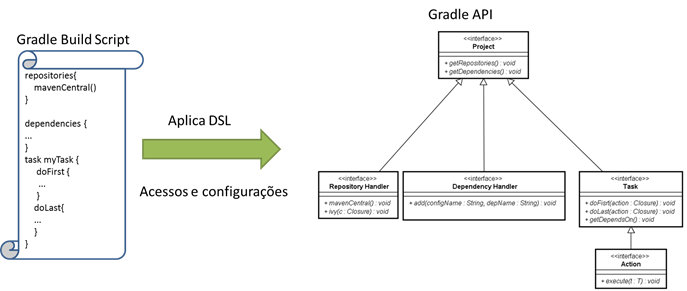 Gradle Build Script
repositories{
mavenCentral()
}
dependencies {
...
}
task myTask {
doFirst {
...
}
doLast{
...
}
}
Aplica DSL
Acessos e configurações
Gradle API
<<interface>>
Project
+ getRepositories() : void
+ getDependencies() : void
<<interface>>
Repository Handler
+ mavenCentral() : void
+ ivy(c : Closure) : void
<<interface>>
Dependency Handler
+ add(configName : String, depName : String) : void
<<interface>>
Task
+ doFisrt(action : Closure) : void
+ doLast(action : Closure) : void
+ getDependsOn() : void
<<interface>>
Action
+ execute(t : T) : void